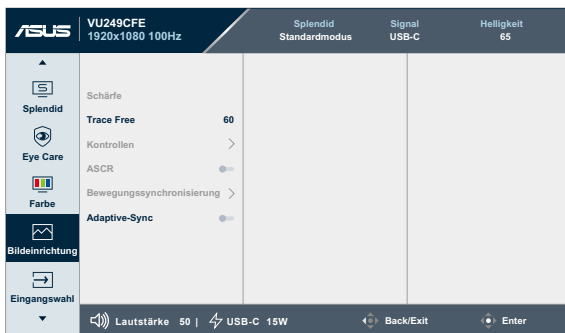 ASUS
VU249CFE
1920x1080 100Hz
Splendid
Standardmodus
Signal
USB-C
Helligkeit
65
Splendid
Eye Care
Farbe
Bildeinrichtung
Eingangswahl
Schärfe
Trace Free 60
Kontrollen
ASCR
Bewegungssynchronisierung
Adaptive-Sync
Lautstärke 50 | USB-C 15W
Back/Exit
Enter